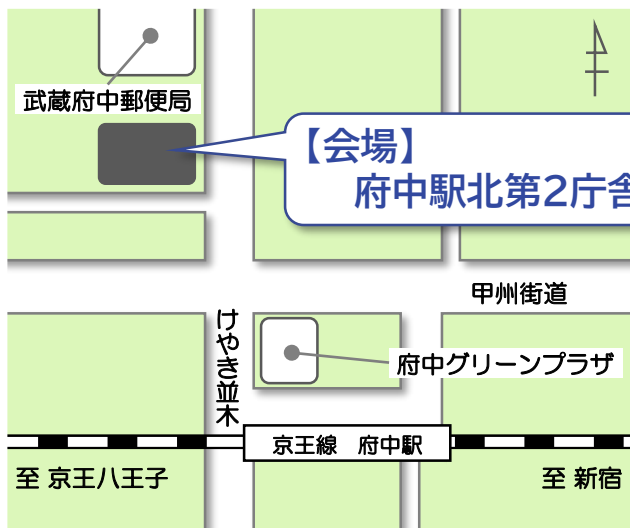 武蔵府中郵便局
【会場】
府中駅北第2庁舎
甲州街道
けやき並木
府中グリーンプラザ
京王線 府中駅
至 京王八王子
至 新宿